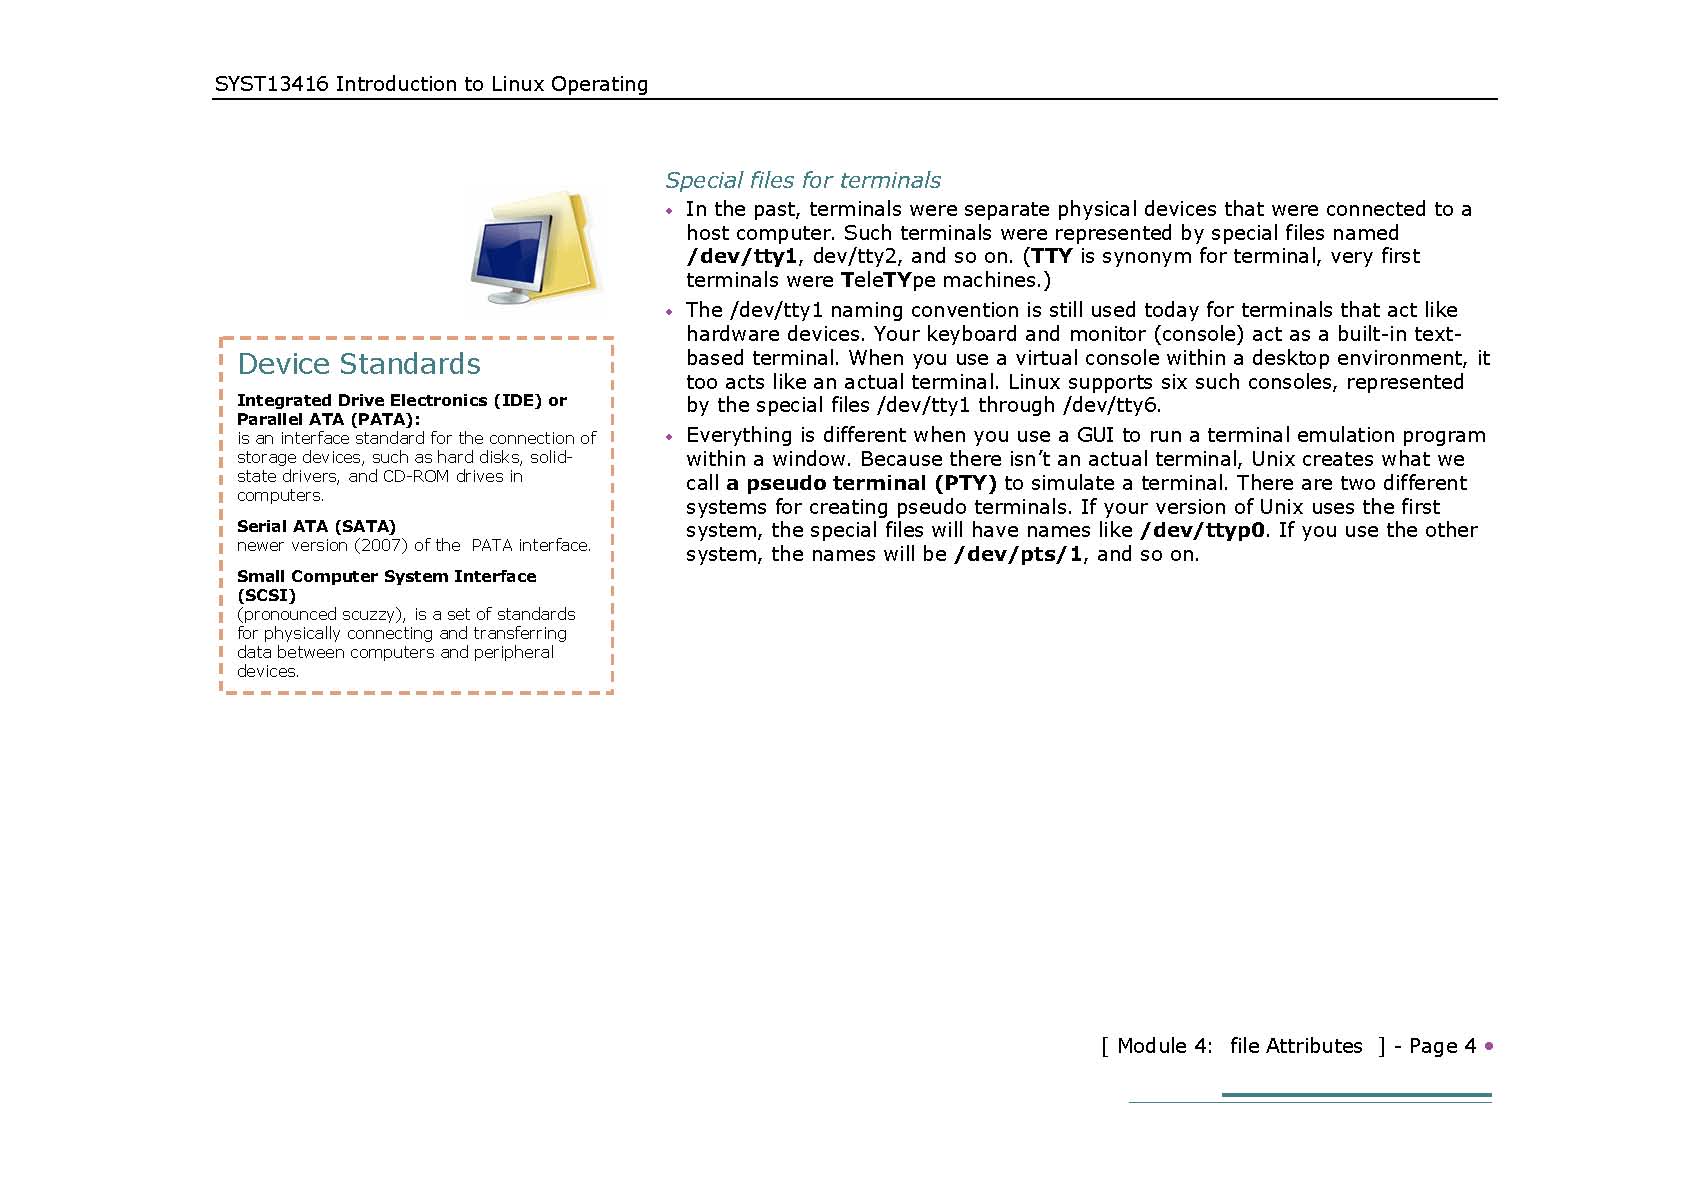 SYST13416 Introduction to Linux Operating
Special files for terminals
• In the past, terminals were separate physical devices that were connected to a
host computer. Such terminals were represented by special files named
/dev/tty1, dev/tty2, and so on. (TTY is synonym for terminal, very first
terminals were TeleTYpe machines.)
• The /dev/tty1 naming convention is still used today for terminals that act like
hardware devices. Your keyboard and monitor (console) act as a built-in text-
based terminal. When you use a virtual console within a desktop environment, it
too acts like an actual terminal. Linux supports six such consoles, represented
by the special files /dev/tty1 through /dev/tty6.
• Everything is different when you use a GUI to run a terminal emulation program
within a window. Because there isn’t an actual terminal, Unix creates what we
call a pseudo terminal (PTY) to simulate a terminal. There are two different
systems for creating pseudo terminals. If your version of Unix uses the first
system, the special files will have names like /dev/ttyp0. If you use the other
system, the names will be /dev/pts/1, and so on.
Device Standards
Integrated Drive Electronics (IDE) or
Parallel ATA (PATA):
is an interface standard for the connection of
storage devices, such as hard disks, solid-
state drivers, and CD-ROM drives in
computers.
Serial ATA (SATA)
newer version (2007) of the  PATA interface.
Small Computer System Interface
(SCSI)
(pronounced scuzzy), is a set of standards
for physically connecting and transferring
data between computers and peripheral
devices.
[ Module 4:  file Attributes  ] - Page 4 •